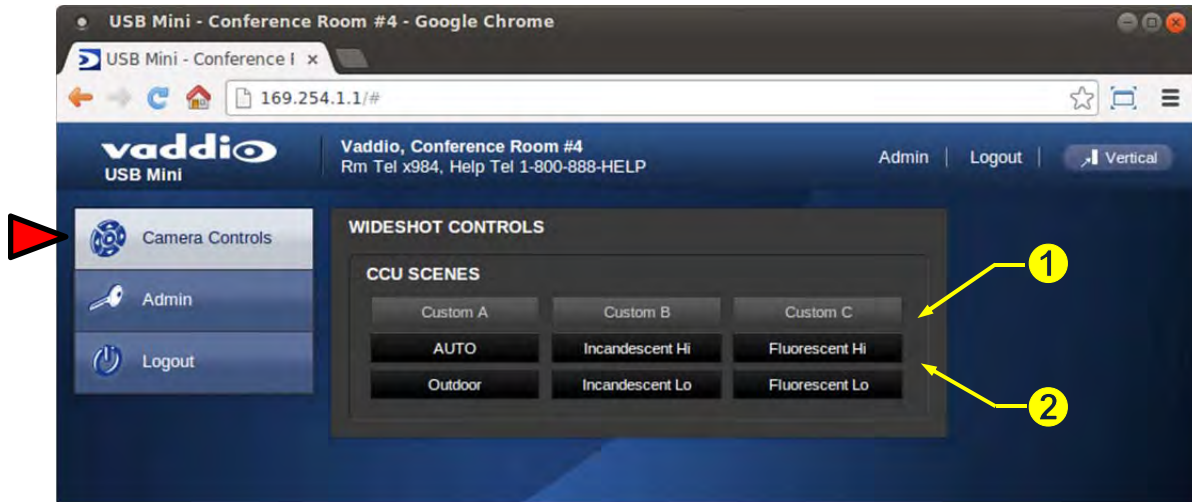 USB Mini - Conference Room #4 - Google Chrome
USB Mini - Conference
169.254.1.1/#
vaddio
USB Mini
Vaddio, Conference Room #4
Rm Tel x984, Help Tel 1-800-888-HELP
Admin | Logout | Vertical
Camera Controls
Admin
Logout
WIDESHOT CONTROLS
CCU SCENES
Custom A Custom B Custom C
AUTO Incandescent Hi Fluorescent Hi
Outdoor Incandescent Lo Fluorescent Lo
1
2